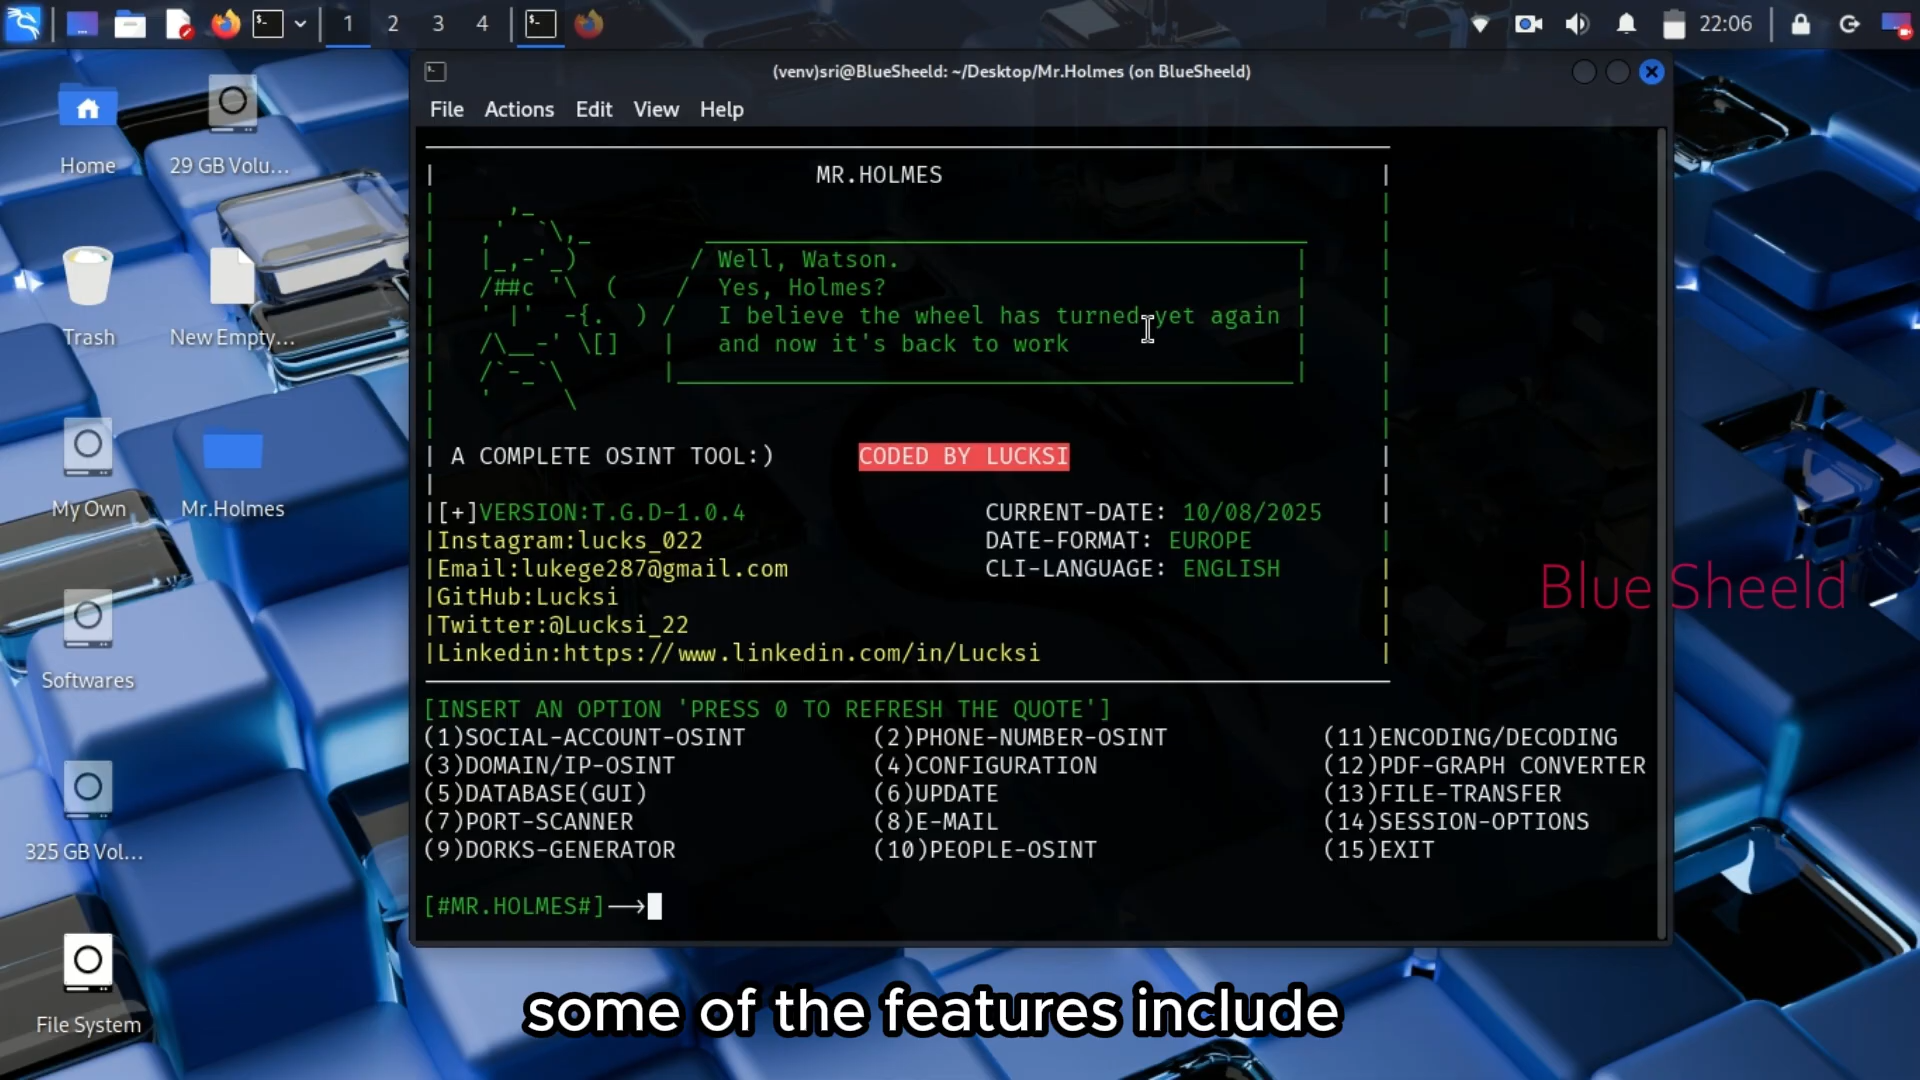 1 2 3 4 22:06
(venv)sri@BlueSheeld: ~/Desktop/Mr.Holmes (on BlueSheeld)
File Actions Edit View Help
Home
29 GB Volu...
Trash
New Empty...
My Own
Mr.Holmes
Softwares
325 GB Vol...
File System
MR.HOLMES
Well, Watson.
Yes, Holmes?
I believe the wheel has turned yet again
and now it's back to work
A COMPLETE OSINT TOOL:) CODED BY LUCKSI
|[+]VERSION:T.G.D-1.0.4 CURRENT-DATE: 10/08/2025
|Instagram:lucks_022 DATE-FORMAT: EUROPE
|Email:lukege287@gmail.com CLI-LANGUAGE: ENGLISH
|GitHub:Lucksi
|Twitter:@Lucksi_22
|Linkedin:https://www.linkedin.com/in/Lucksi
[INSERT AN OPTION 'PRESS 0 TO REFRESH THE QUOTE']
(1)SOCIAL-ACCOUNT-OSINT (2)PHONE-NUMBER-OSINT (11)ENCODING/DECODING
(3)DOMAIN/IP-OSINT (4)CONFIGURATION (12)PDF-GRAPH CONVERTER
(5)DATABASE(GUI) (6)UPDATE (13)FILE-TRANSFER
(7)PORT-SCANNER (8)E-MAIL (14)SESSION-OPTIONS
(9)DORKS-GENERATOR (10)PEOPLE-OSINT (15)EXIT
[#MR.HOLMES#]-->
Blue Sheeld
some of the features include